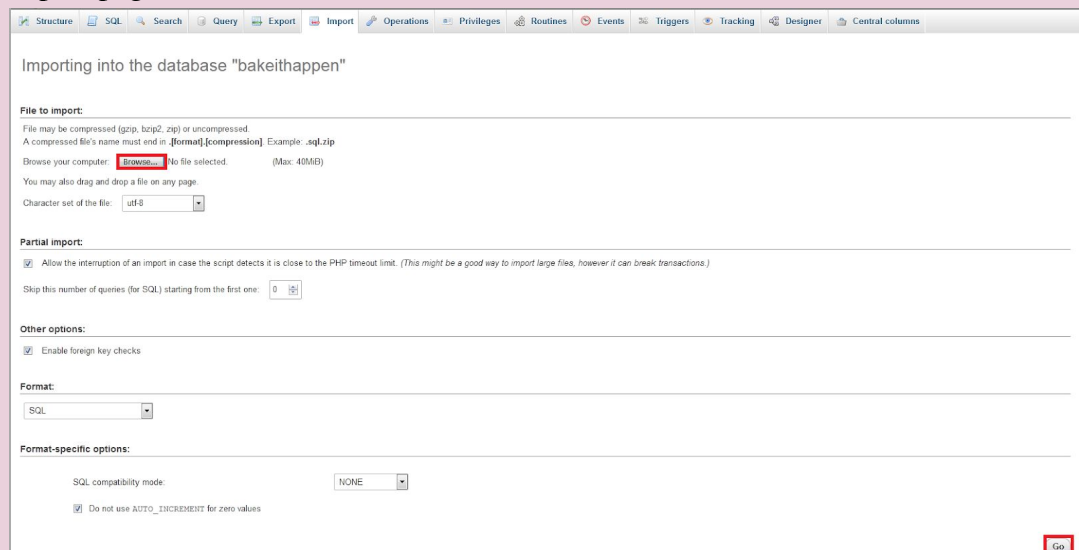 Structure SQL Search Query Export Import Operations Privileges Routines Events Triggers Tracking Designer Central columns
Importing into the database "bakeithappen"
File to import:
File may be compressed (gzip, bzip2, zip) or uncompressed.
A compressed file's name must end in .[format].[compression]. Example: .sql.zip
Browse your computer: Browse... No file selected. (Max: 40MiB)
You may also drag and drop a file on any page.
Character set of the file: utf-8
Partial import:
Allow the interruption of an import in case the script detects it is close to the PHP timeout limit. (This might be a good way to import large files, however it can break transactions.)
Skip this number of queries (for SQL) starting from the first one: 0
Other options:
Enable foreign key checks
Format:
SQL
Format-specific options:
SQL compatibility mode: NONE
Do not use AUTO_INCREMENT for zero values
Go